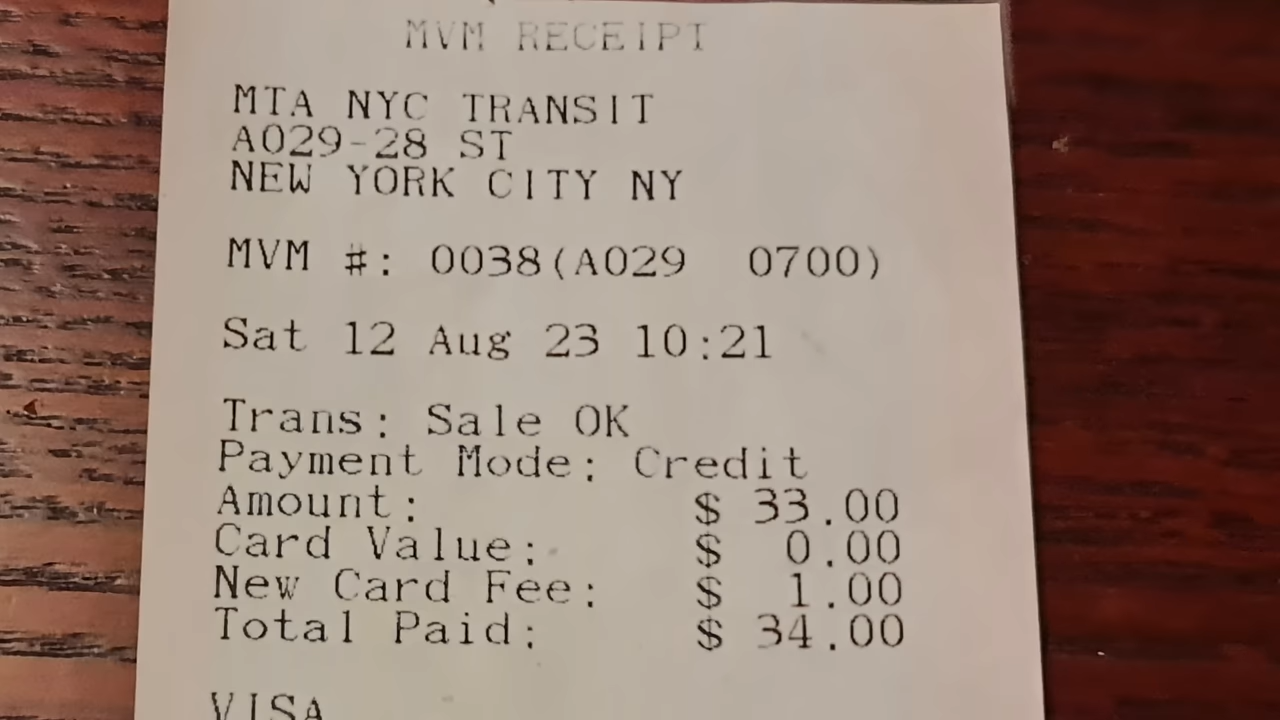 MVM RECEIPT
MTA NYC TRANSIT
A029-28 ST
NEW YORK CITY NY
MVM #: 0038(A029 0700)
Sat 12 Aug 23 10:21
Trans: Sale OK
Payment Mode: Credit
Amount: $ 33.00
Card Value: $ 0.00
New Card Fee: $ 1.00
Total Paid: $ 34.00
VISA